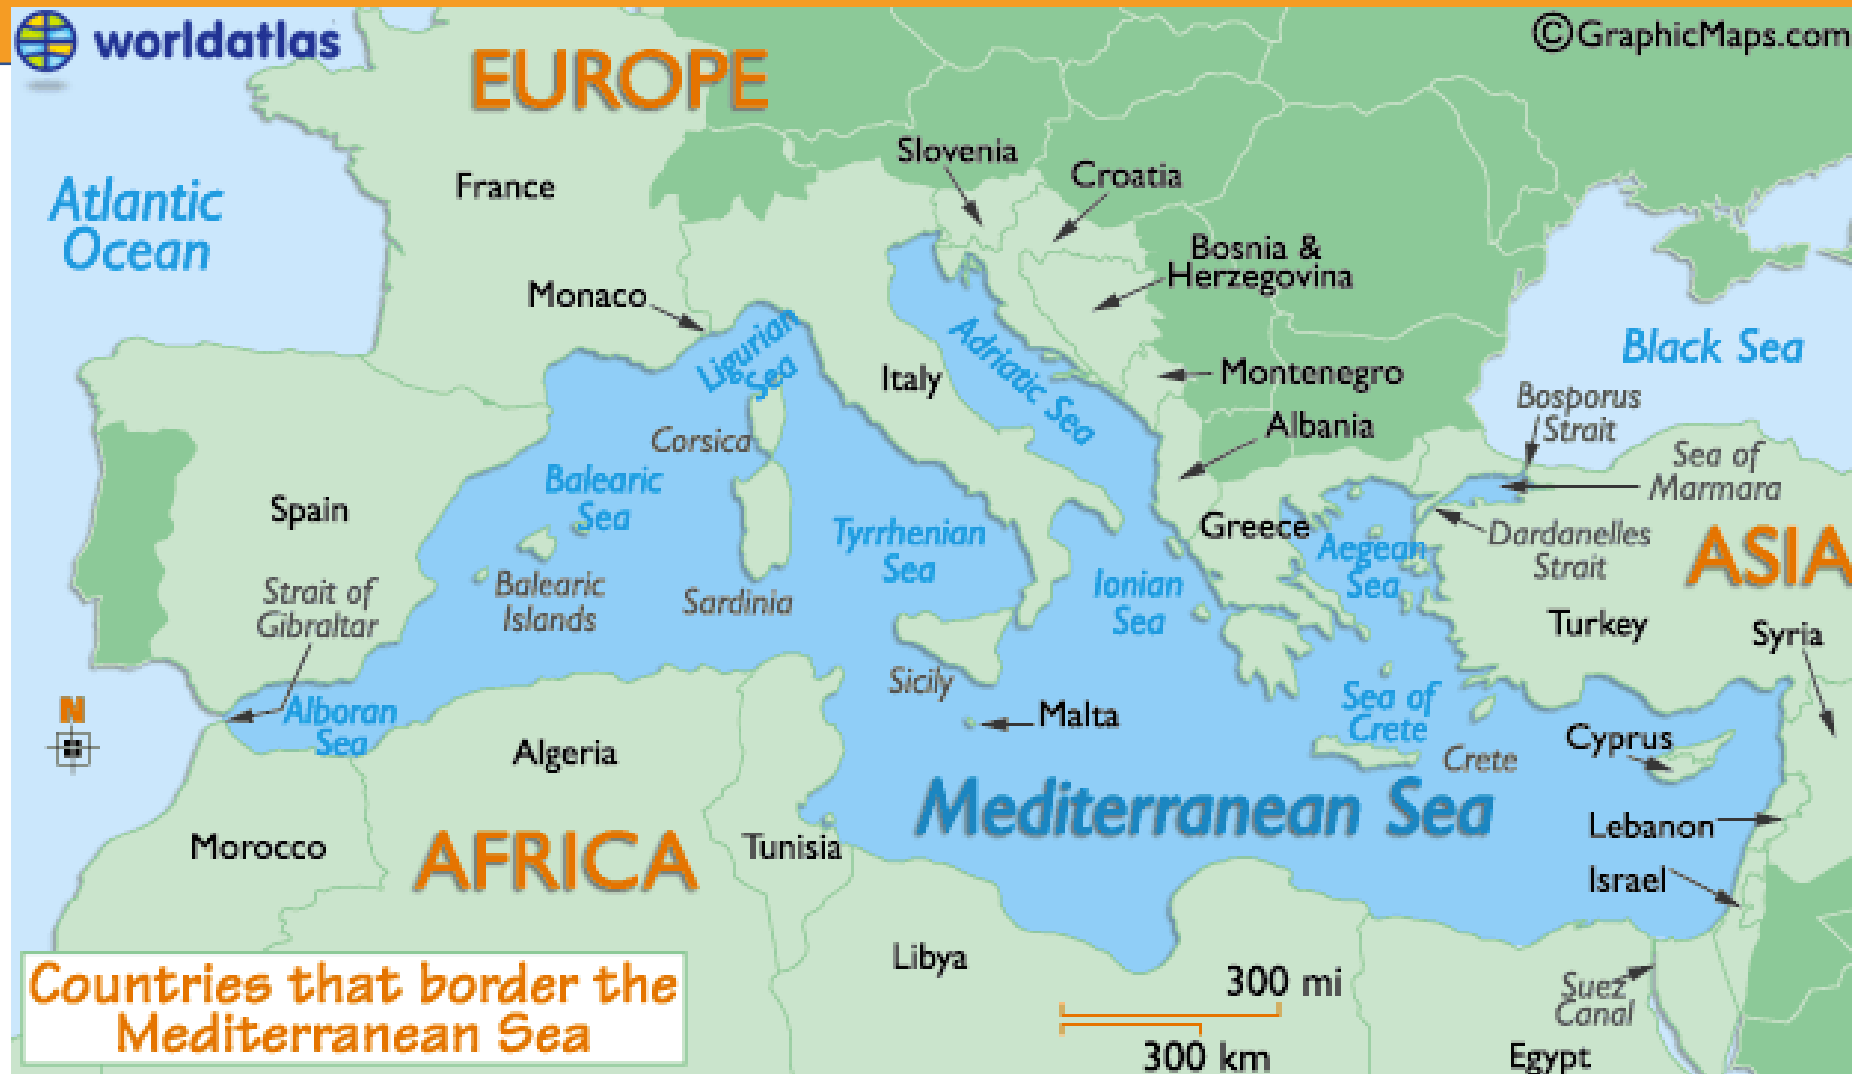 worldatlas
©GraphicMaps.com
EUROPE
Slovenia
Croatia
France
Atlantic
Ocean
Bosnia &
Herzegovina
Monaco
Ligurian
Sea
Adriatic Sea
Black Sea
Italy
Montenegro
Bosporus
Strait
Albania
Corsica
Sea of
Marmara
Balearic
Sea
Spain
Tyrrhenian
Sea
Greece
Aegean
Sea
Dardanelles
Strait
ASIA
Strait of
Gibraltar
Balearic
Islands
Sardinia
Ionian
Sea
Turkey
Syria
Sicily
N
Alboran
Sea
Malta
Sea of
Crete
Cyprus
Algeria
Crete
Mediterranean Sea
Lebanon
Morocco
AFRICA
Tunisia
Israel
Libya
Countries that border the
Mediterranean Sea
300 mi
300 km
Suez
Canal
Egypt